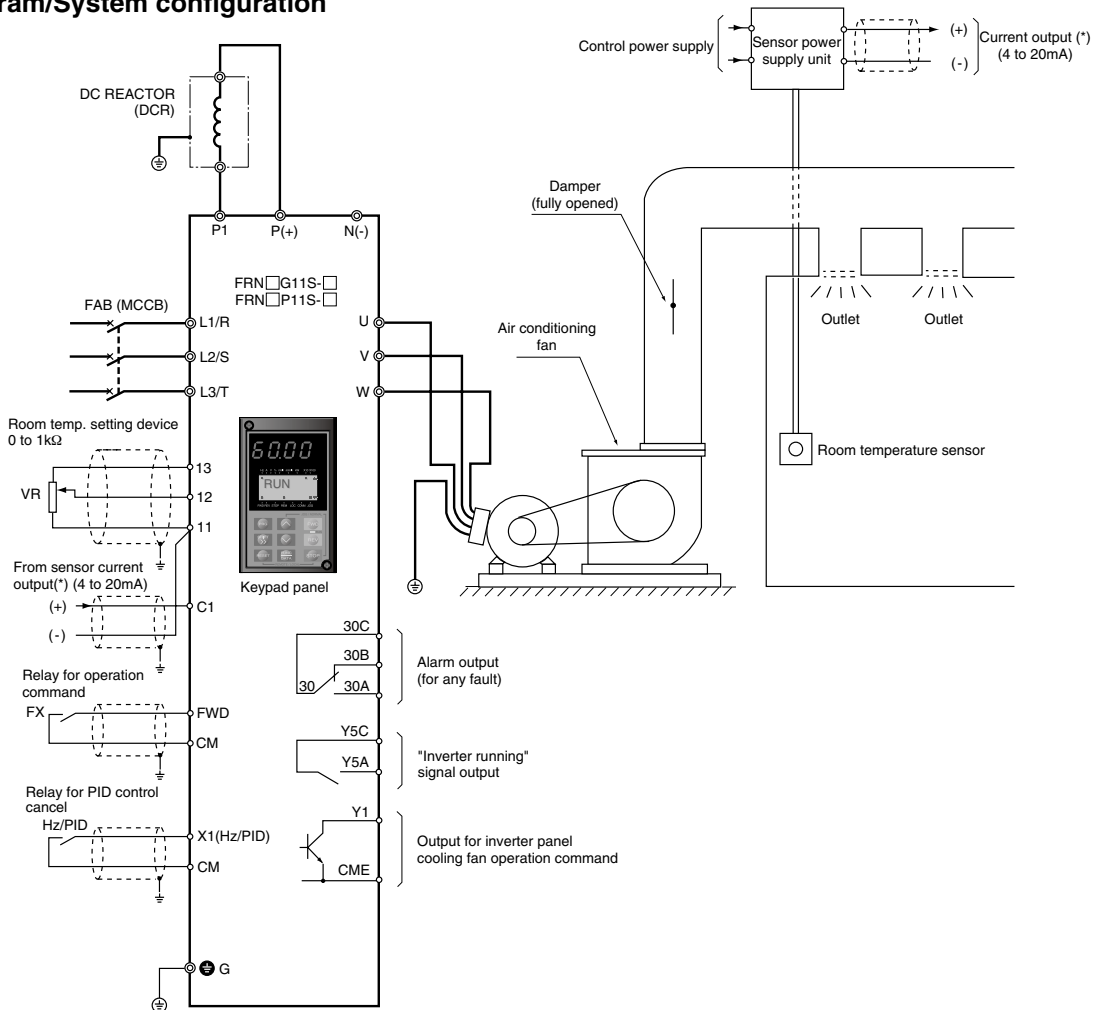 ram/System configuration
DC REACTOR
(DCR)
P1
P(+)
N(-)
FRN□G11S-□
FRN□P11S-□
FAB (MCCB)
L1/R
L2/S
L3/T
U
V
W
Room temp. setting device
0 to 1kΩ
VR
13
12
11
60.00
RUN
Keypad panel
From sensor current
output(*) (4 to 20mA)
(+)
(-)
C1
Relay for operation
command
FX
FWD
CM
Relay for PID control
cancel
Hz/PID
X1(Hz/PID)
CM
G
30C
30B
30
30A
Alarm output
(for any fault)
Y5C
Y5A
"Inverter running"
signal output
Y1
CME
Output for inverter panel
cooling fan operation command
Control power supply
Sensor power
supply unit
(+)
(-)
Current output (*)
(4 to 20mA)
Damper
(fully opened)
Air conditioning
fan
Outlet
Outlet
Room temperature sensor